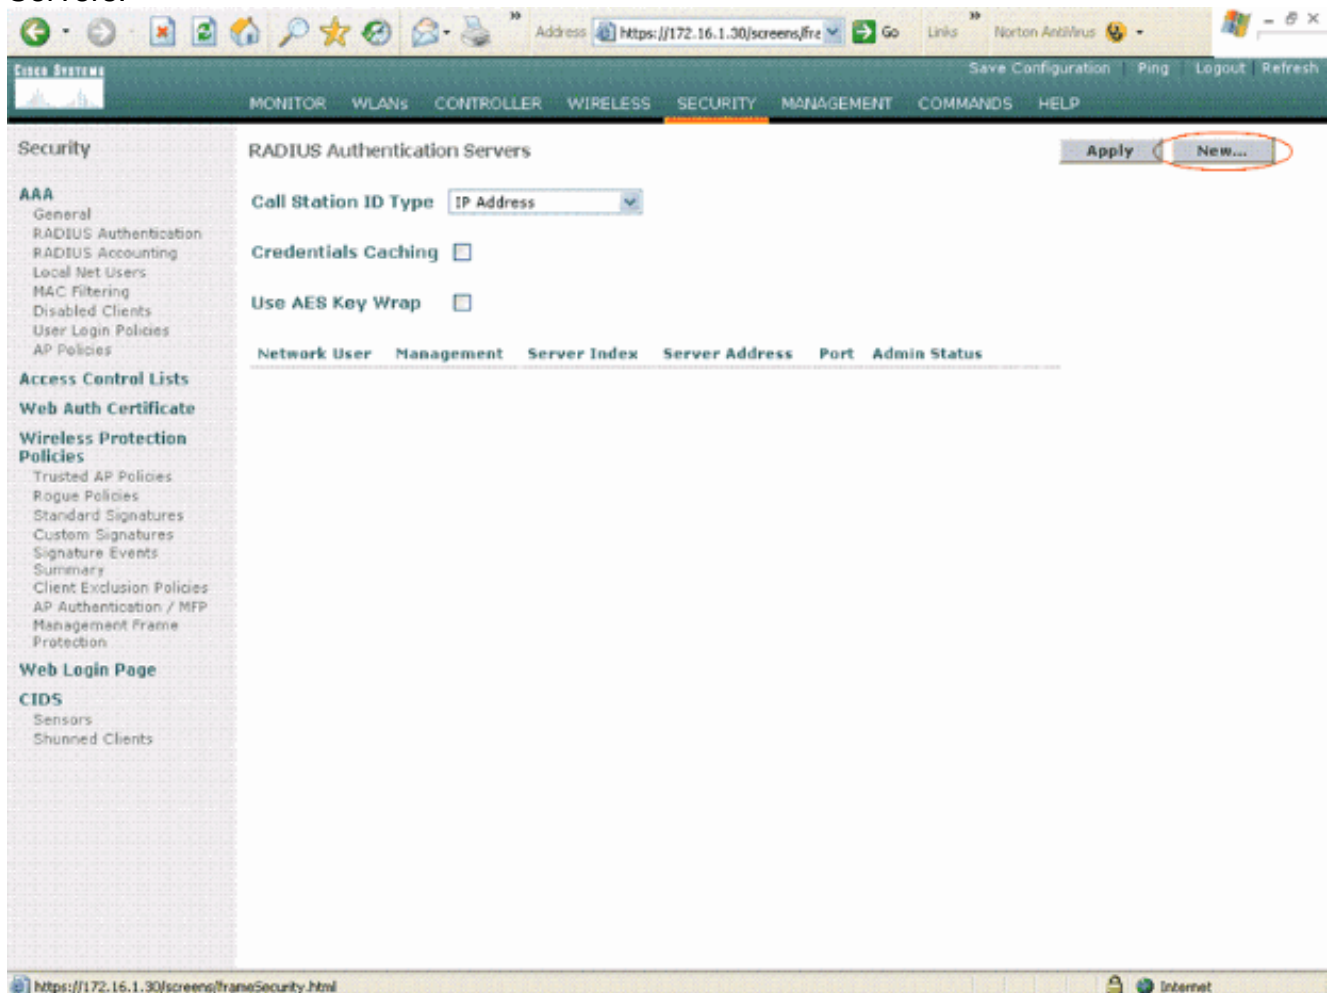 Servers.
» Address https://172.16.1.30/screens/fra Go Links » Norton AntiVirus
CISCO SYSTEMS
Save Configuration | Ping | Logout | Refresh
MONITOR WLANs CONTROLLER WIRELESS SECURITY MANAGEMENT COMMANDS HELP
Security
AAA
General
RADIUS Authentication
RADIUS Accounting
Local Net Users
MAC Filtering
Disabled Clients
User Login Policies
AP Policies
Access Control Lists
Web Auth Certificate
Wireless Protection
Policies
Trusted AP Policies
Rogue Policies
Standard Signatures
Custom Signatures
Signature Events
Summary
Client Exclusion Policies
AP Authentication / MFP
Management Frame
Protection
Web Login Page
CIDS
Sensors
Shunned Clients
RADIUS Authentication Servers
Apply New...
Call Station ID Type IP Address
Credentials Caching
Use AES Key Wrap
Network User Management Server Index Server Address Port Admin Status
https://172.16.1.30/screens/frameSecurity.html Internet